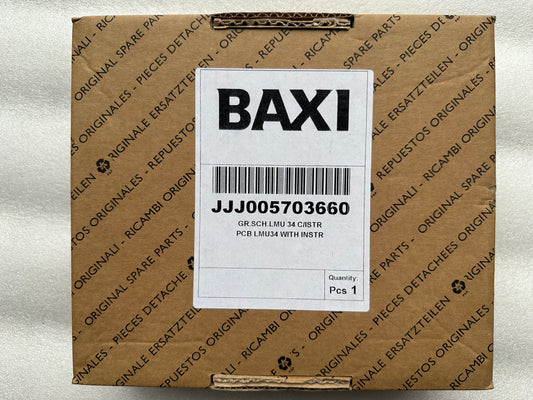 BAXI
JJJ005703660
GR.SCH.LMU 34 C/ISTR
PCB LMU34 WITH INSTR
Quantity:
Pcs 1
ORIGINAL SPARE PARTS - PIECES DETACHEES ORIGINALES - RICAMBI ORIGINALI - REPUESTOS ORIGINALES - ORIGINALE ERSATZTEILEN